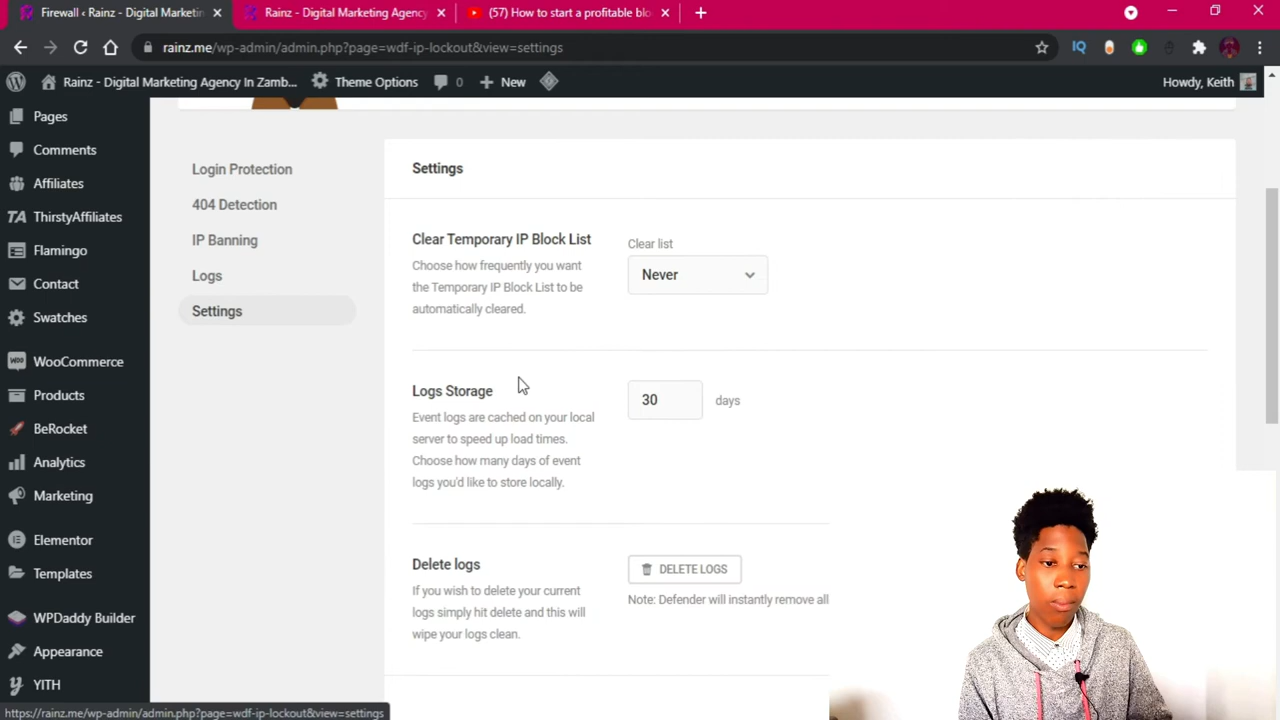 Firewall ‹ Rainz - Digital Marketin
Rainz - Digital Marketing Agency
(57) How to start a profitable blo
rainz.me/wp-admin/admin.php?page=wdf-ip-lockout&view=settings
IQ
Rainz - Digital Marketing Agency In Zamb...
Theme Options
0
New
Howdy, Keith
Pages
Comments
Affiliates
TA ThirstyAffiliates
Flamingo
Contact
Swatches
WOO WooCommerce
Products
BeRocket
Analytics
Marketing
Elementor
Templates
WPDaddy Builder
Appearance
YITH
Login Protection
404 Detection
IP Banning
Logs
Settings
Settings
Clear Temporary IP Block List
Choose how frequently you want
the Temporary IP Block List to be
automatically cleared.
Clear list
Never
Logs Storage
Event logs are cached on your local
server to speed up load times.
Choose how many days of event
logs you'd like to store locally.
30 days
Delete logs
If you wish to delete your current
logs simply hit delete and this will
wipe your logs clean.
DELETE LOGS
Note: Defender will instantly remove all
https://rainz.me/wp-admin/admin.php?page=wdf-ip-lockout&view=settings